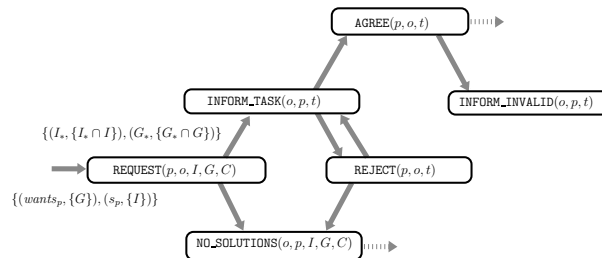 AGREE(p, o, t)
INFORM_TASK(o, p, t)
INFORM_INVALID(o, p, t)
{(I∗, {I∗ ∩ I}), (G∗, {G∗ ∩ G})}
REQUEST(p, o, I, G, C)
REJECT(p, o, t)
{(wants_p, {G}), (s_p, {I})}
NO_SOLUTIONS(o, p, I, G, C)